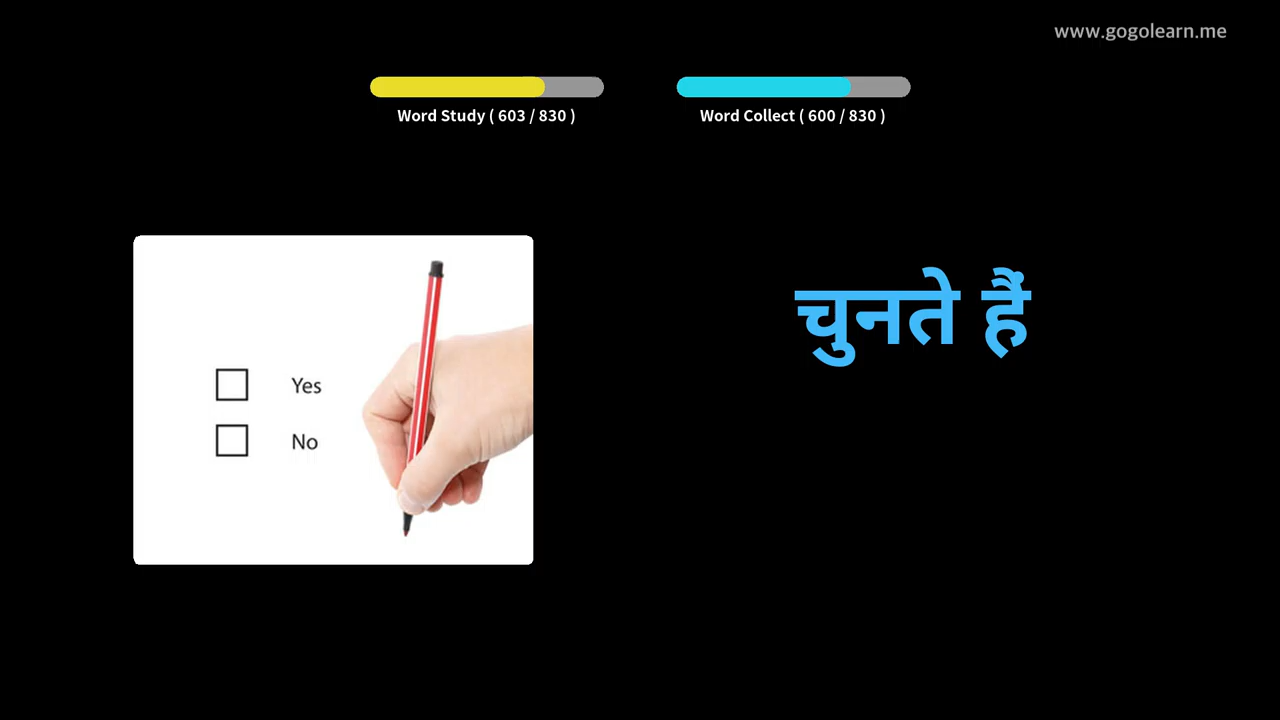 www.gogolearn.me
Word Study ( 603 / 830 )
Word Collect ( 600 / 830 )
Yes
No
चुनते हैं